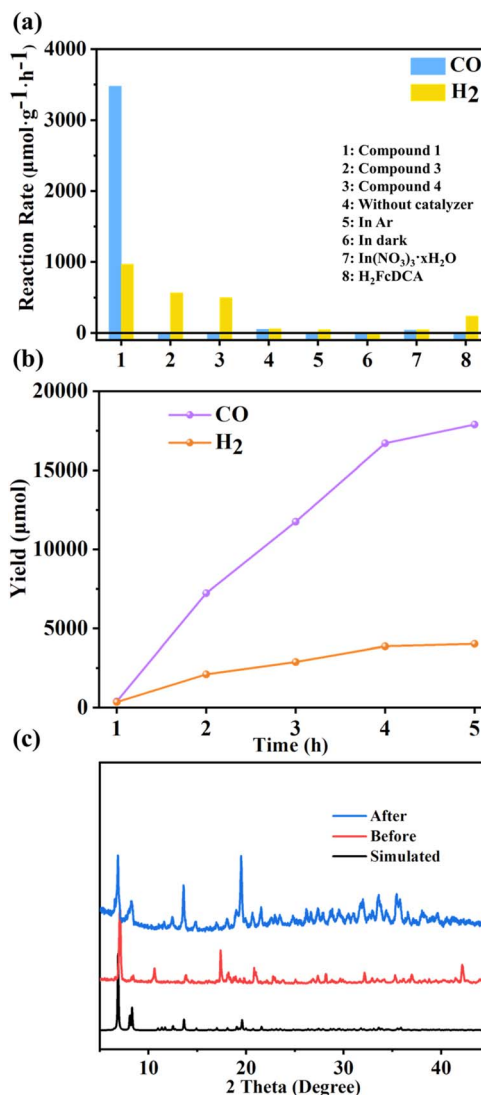 (a)
4000
3000
2000
1000
0
Reaction Rate (μmol·g⁻¹·h⁻¹)
CO
H2
1: Compound 1
2: Compound 3
3: Compound 4
4: Without catalyzer
5: In Ar
6: In dark
7: In(NO₃)₃·xH₂O
8: H₂FcDCA
1 2 3 4 5 6 7 8
(b)
20000
15000
10000
5000
0
Yield (μmol)
CO
H2
1 2 3 4 5
Time (h)
(c)
After
Before
Simulated
10 20 30 40
2 Theta (Degree)